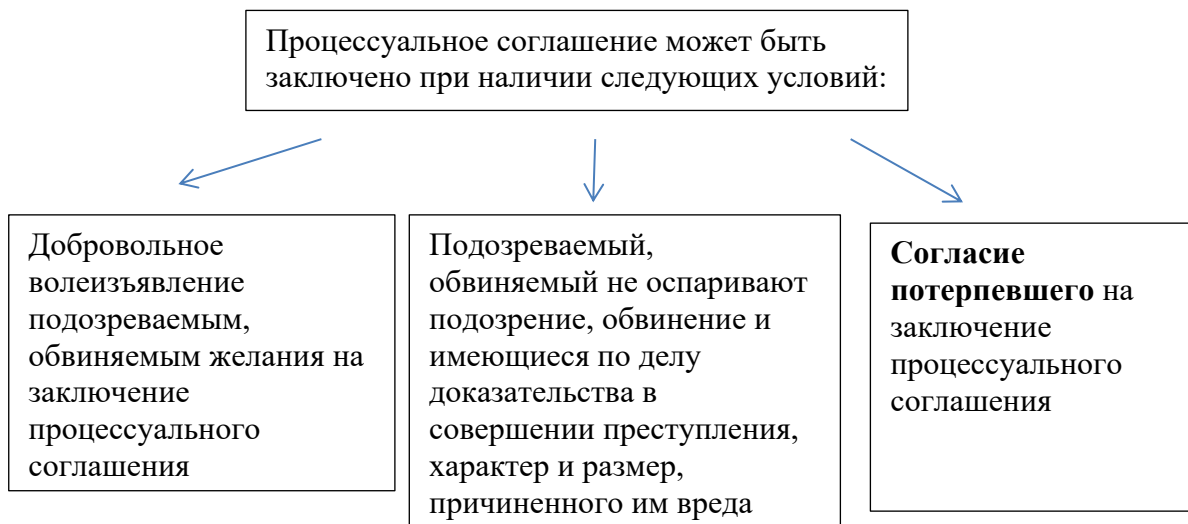 Процессуальное соглашение может быть
заключено при наличии следующих условий:
Добровольное
волеизъявление
подозреваемым,
обвиняемым желания на
заключение
процессуального
соглашения
Подозреваемый,
обвиняемый не оспаривают
подозрение, обвинение и
имеющиеся по делу
доказательства в
совершении преступления,
характер и размер,
причиненного им вреда
Согласие
потерпевшего на
заключение
процессуального
соглашения